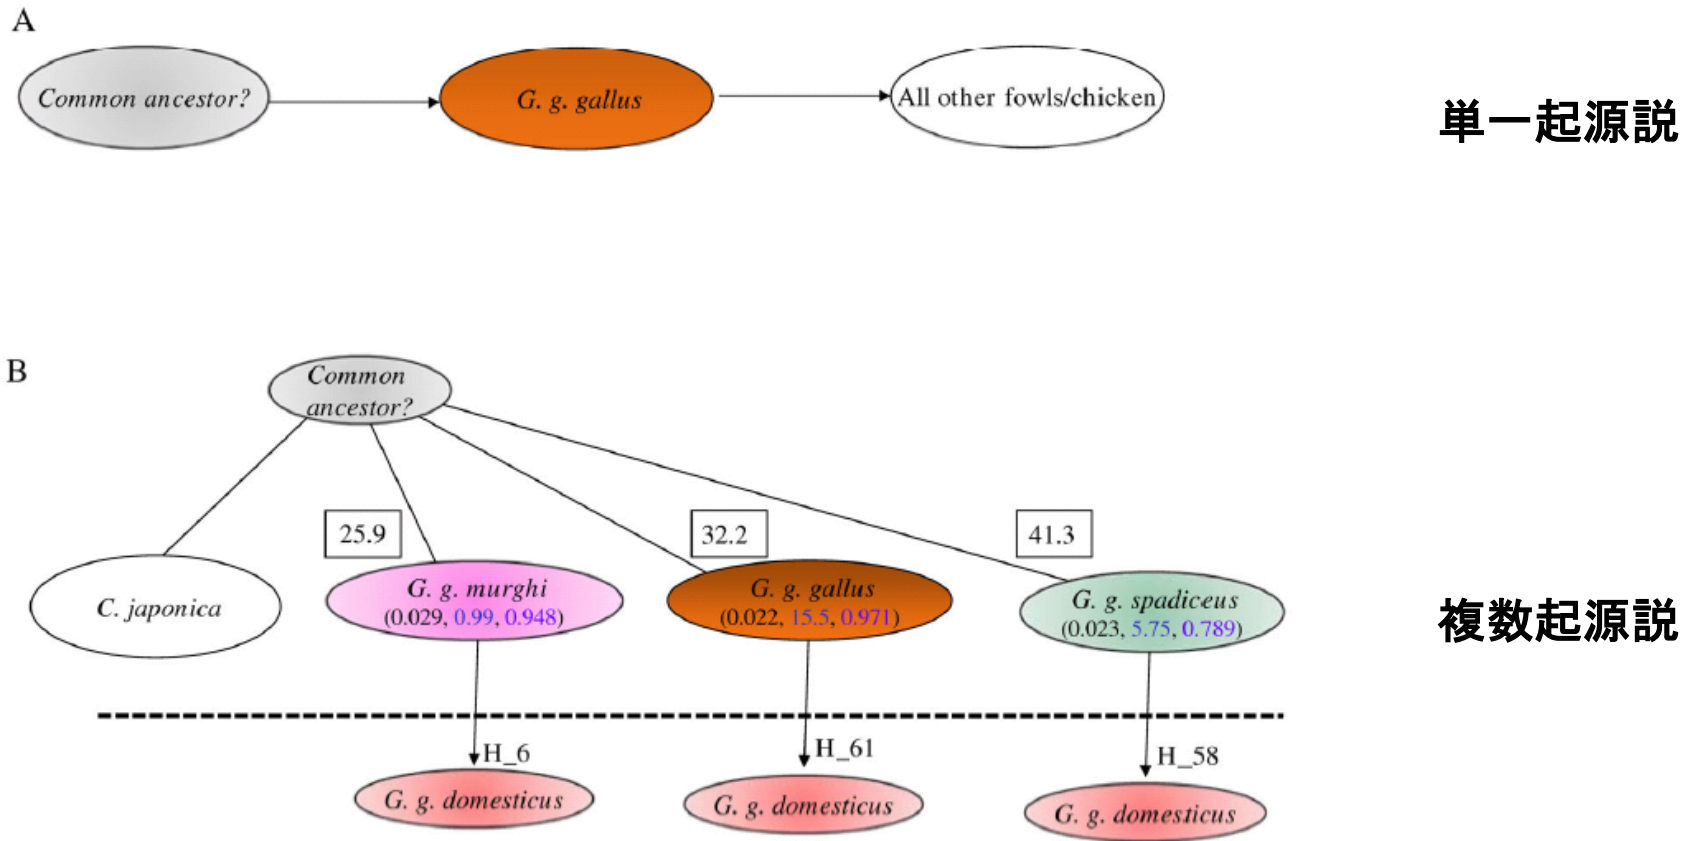 A
Common ancestor?
G. g. gallus
All other fowls/chicken
単一起源説
B
Common
ancestor?
25.9
32.2
41.3
C. japonica
G. g. murghi
(0.029, 0.99, 0.948)
G. g. gallus
(0.022, 15.5, 0.971)
G. g. spadiceus
(0.023, 5.75, 0.789)
複数起源説
H_6
H_61
H_58
G. g. domesticus
G. g. domesticus
G. g. domesticus